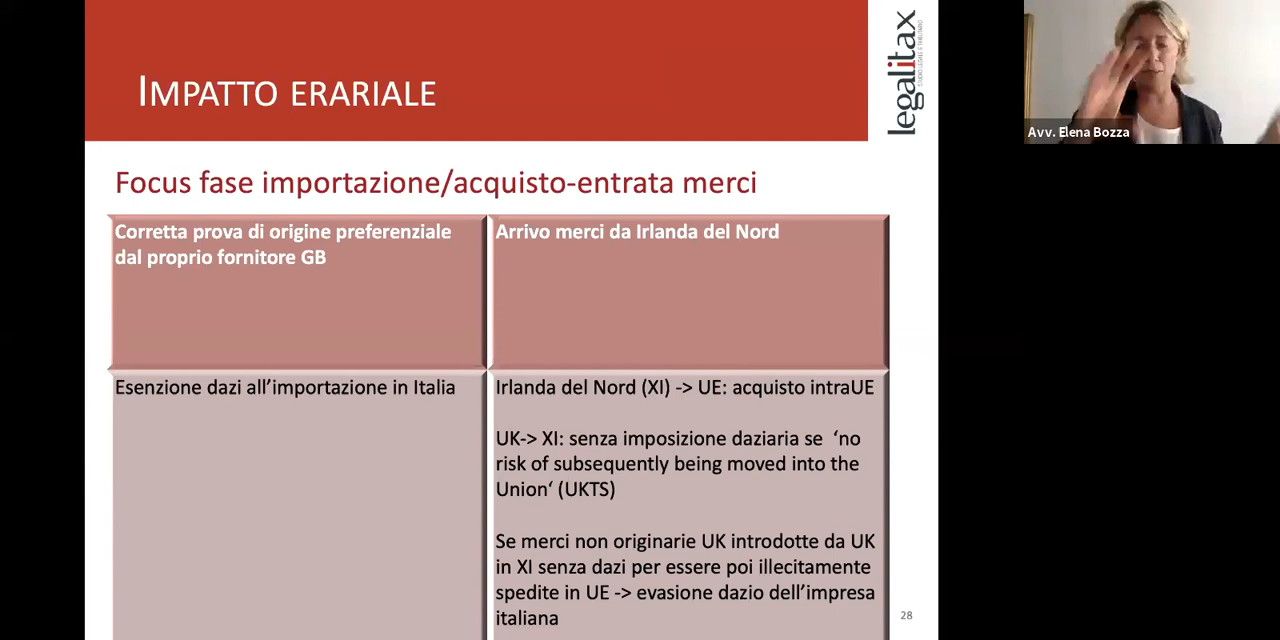 IMPATTO ERARIALE
legalitax
STUDIO LEGALE E TRIBUTARIO
Avv. Elena Bozza
Focus fase importazione/acquisto-entrata merci
Corretta prova di origine preferenziale
dal proprio fornitore GB
Arrivo merci da Irlanda del Nord
Esenzione dazi all’importazione in Italia
Irlanda del Nord (XI) -> UE: acquisto intraUE
UK-> XI: senza imposizione daziaria se ‘no
risk of subsequently being moved into the
Union‘ (UKTS)
Se merci non originarie UK introdotte da UK
in XI senza dazi per essere poi illecitamente
spedite in UE -> evasione dazio dell’impresa
italiana
28